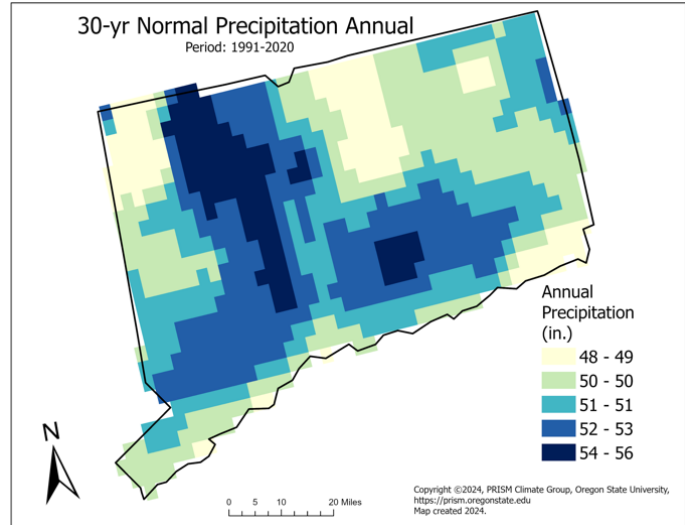 30-yr Normal Precipitation Annual
Period: 1991-2020
Annual
Precipitation
(in.)
48 - 49
50 - 50
51 - 51
52 - 53
54 - 56
N
0 5 10 20 Miles
Copyright ©2024, PRISM Climate Group, Oregon State University,
https://prism.oregonstate.edu
Map created 2024.